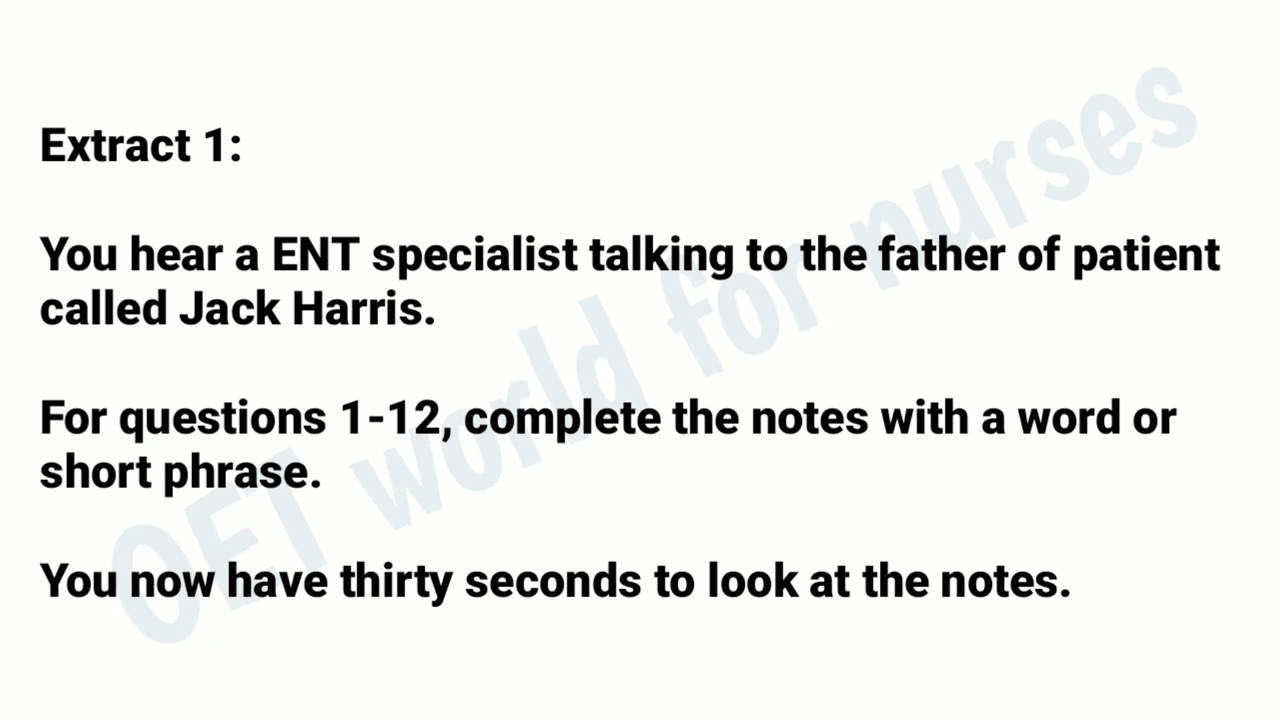 Extract 1:
You hear a ENT specialist talking to the father of patient
called Jack Harris.
For questions 1-12, complete the notes with a word or
short phrase.
You now have thirty seconds to look at the notes.
OET world for nurses